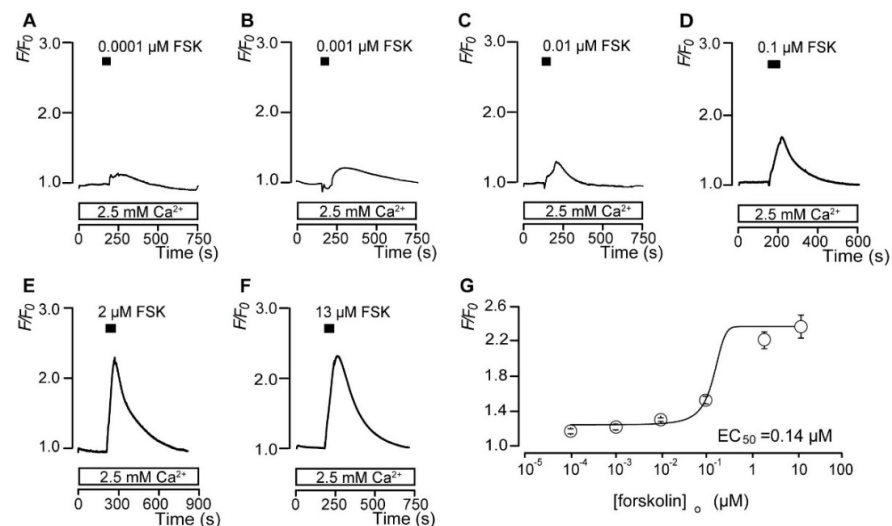 A
0.0001 µM FSK
F/F0
3.0
2.0
1.0
2.5 mM Ca²⁺
0 250 500 750
Time (s)
B
0.001 µM FSK
F/F0
3.0
2.0
1.0
2.5 mM Ca²⁺
0 250 500 750
Time (s)
C
0.01 µM FSK
F/F0
3.0
2.0
1.0
2.5 mM Ca²⁺
0 250 500 750
Time (s)
D
0.1 µM FSK
F/F0
3.0
2.0
1.0
2.5 mM Ca²⁺
0 200 400 600
Time (s)
E
2 µM FSK
F/F0
3.0
2.0
1.0
2.5 mM Ca²⁺
0 300 600 900
Time (s)
F
13 µM FSK
F/F0
3.0
2.0
1.0
2.5 mM Ca²⁺
0 250 500 750
Time (s)
G
F/F0
2.6
2.2
1.8
1.4
1.0
EC50 =0.14 µM
10⁻⁵ 10⁻⁴ 10⁻³ 10⁻² 10⁻¹ 1 10 100
[forskolin] o (µM)